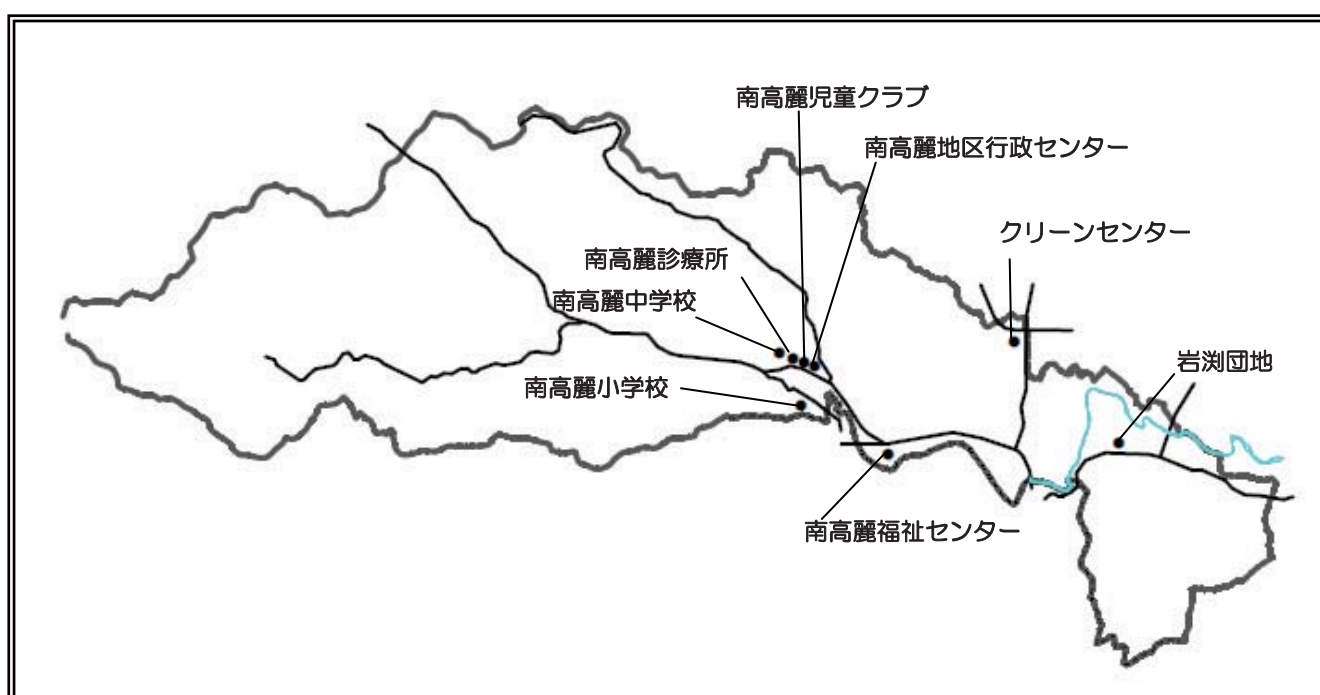 南高麗児童クラブ
南高麗地区行政センター
クリーンセンター
南高麗診療所
南高麗中学校
岩渕団地
南高麗小学校
南高麗福祉センター